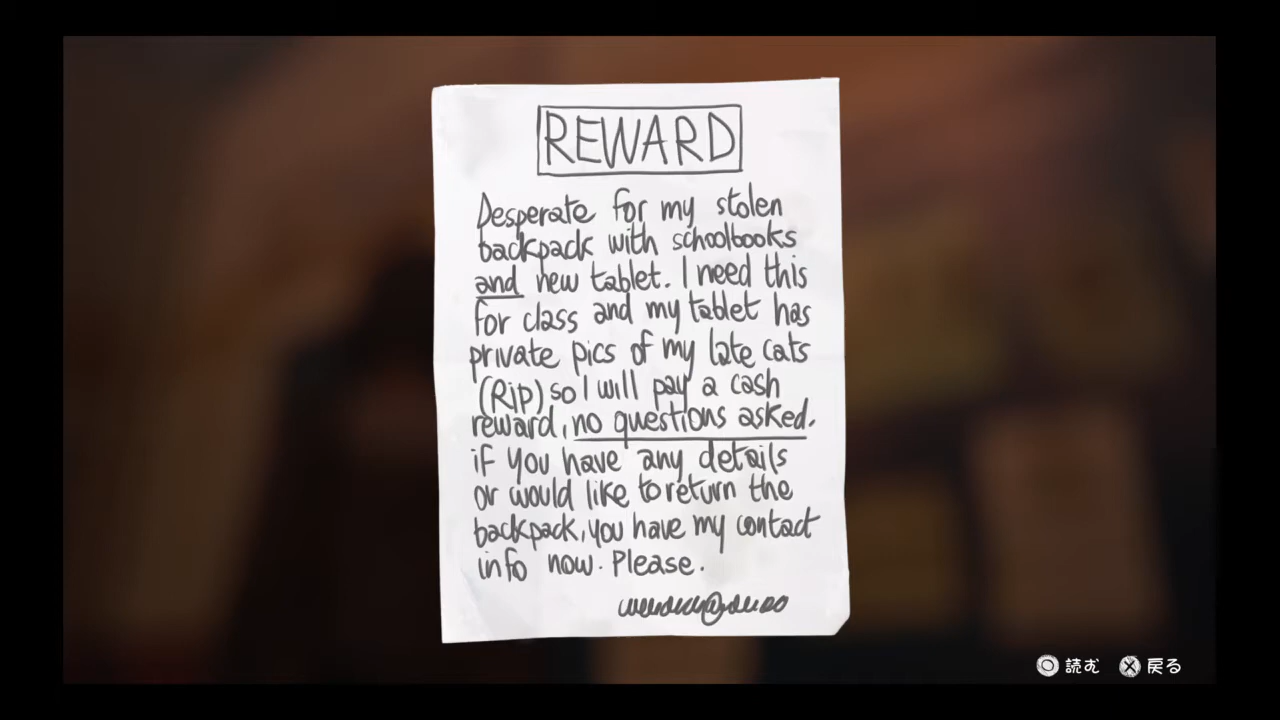 REWARD
Desperate for my stolen
backpack with schoolbooks
and new tablet. I need this
for class and my tablet has
private pics of my late cats
(RIP) so I will pay a cash
reward, no questions asked.
if you have any details
or would like to return the
backpack, you have my contact
info now. Please.
読む 戻る